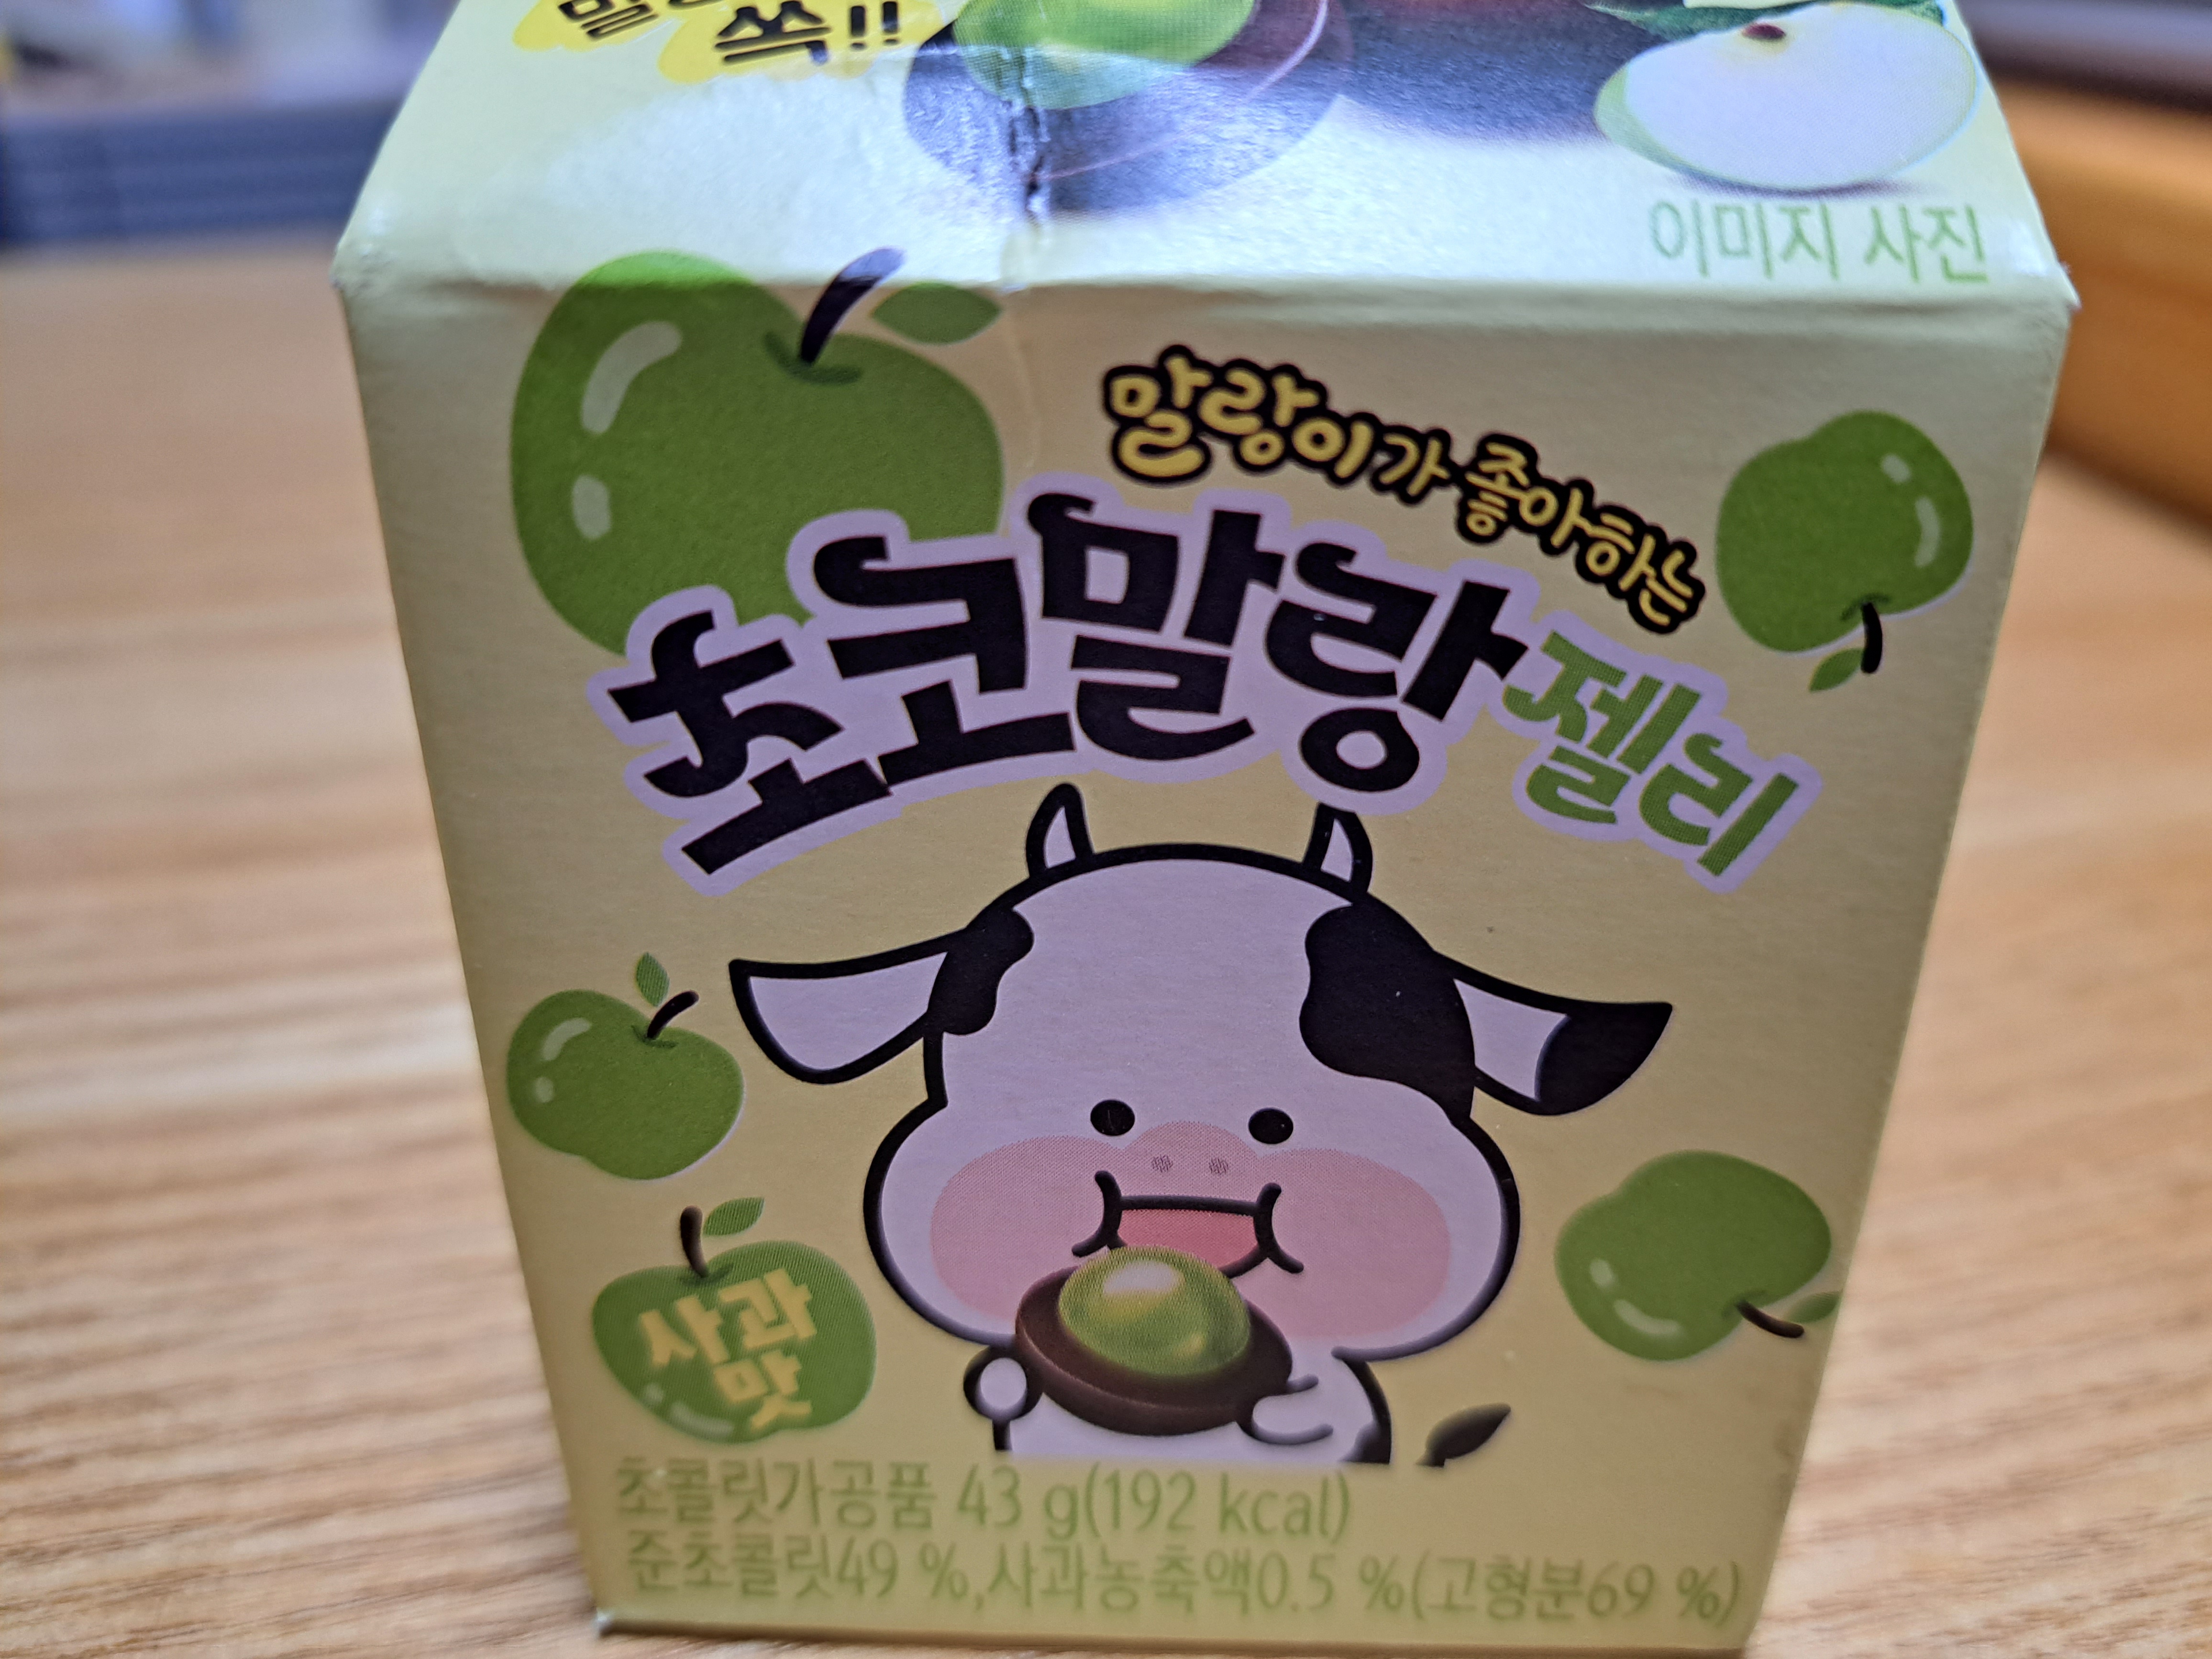 쏙!!
이미지 사진
말랑이가 좋아하는
초코말랑젤리
사과
맛
초콜릿가공품 43 g(192 kcal)
준초콜릿49 %,사과농축액0.5 %(고형분69 %)